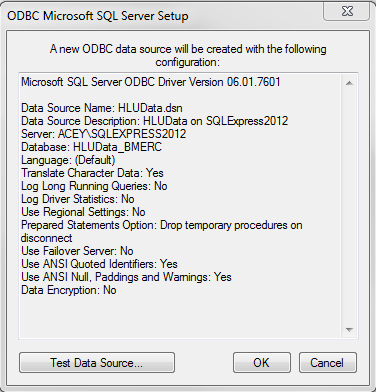 ODBC Microsoft SQL Server Setup
A new ODBC data source will be created with the following
configuration:
Microsoft SQL Server ODBC Driver Version 06.01.7601
Data Source Name: HLUData.dsn
Data Source Description: HLUData on SQLExpress2012
Server: ACEY\SQLEXPRESS2012
Database: HLUData_BMERC
Language: (Default)
Translate Character Data: Yes
Log Long Running Queries: No
Log Driver Statistics: No
Use Regional Settings: No
Prepared Statements Option: Drop temporary procedures on
disconnect
Use Failover Server: No
Use ANSI Quoted Identifiers: Yes
Use ANSI Null, Paddings and Warnings: Yes
Data Encryption: No
Test Data Source...
OK
Cancel